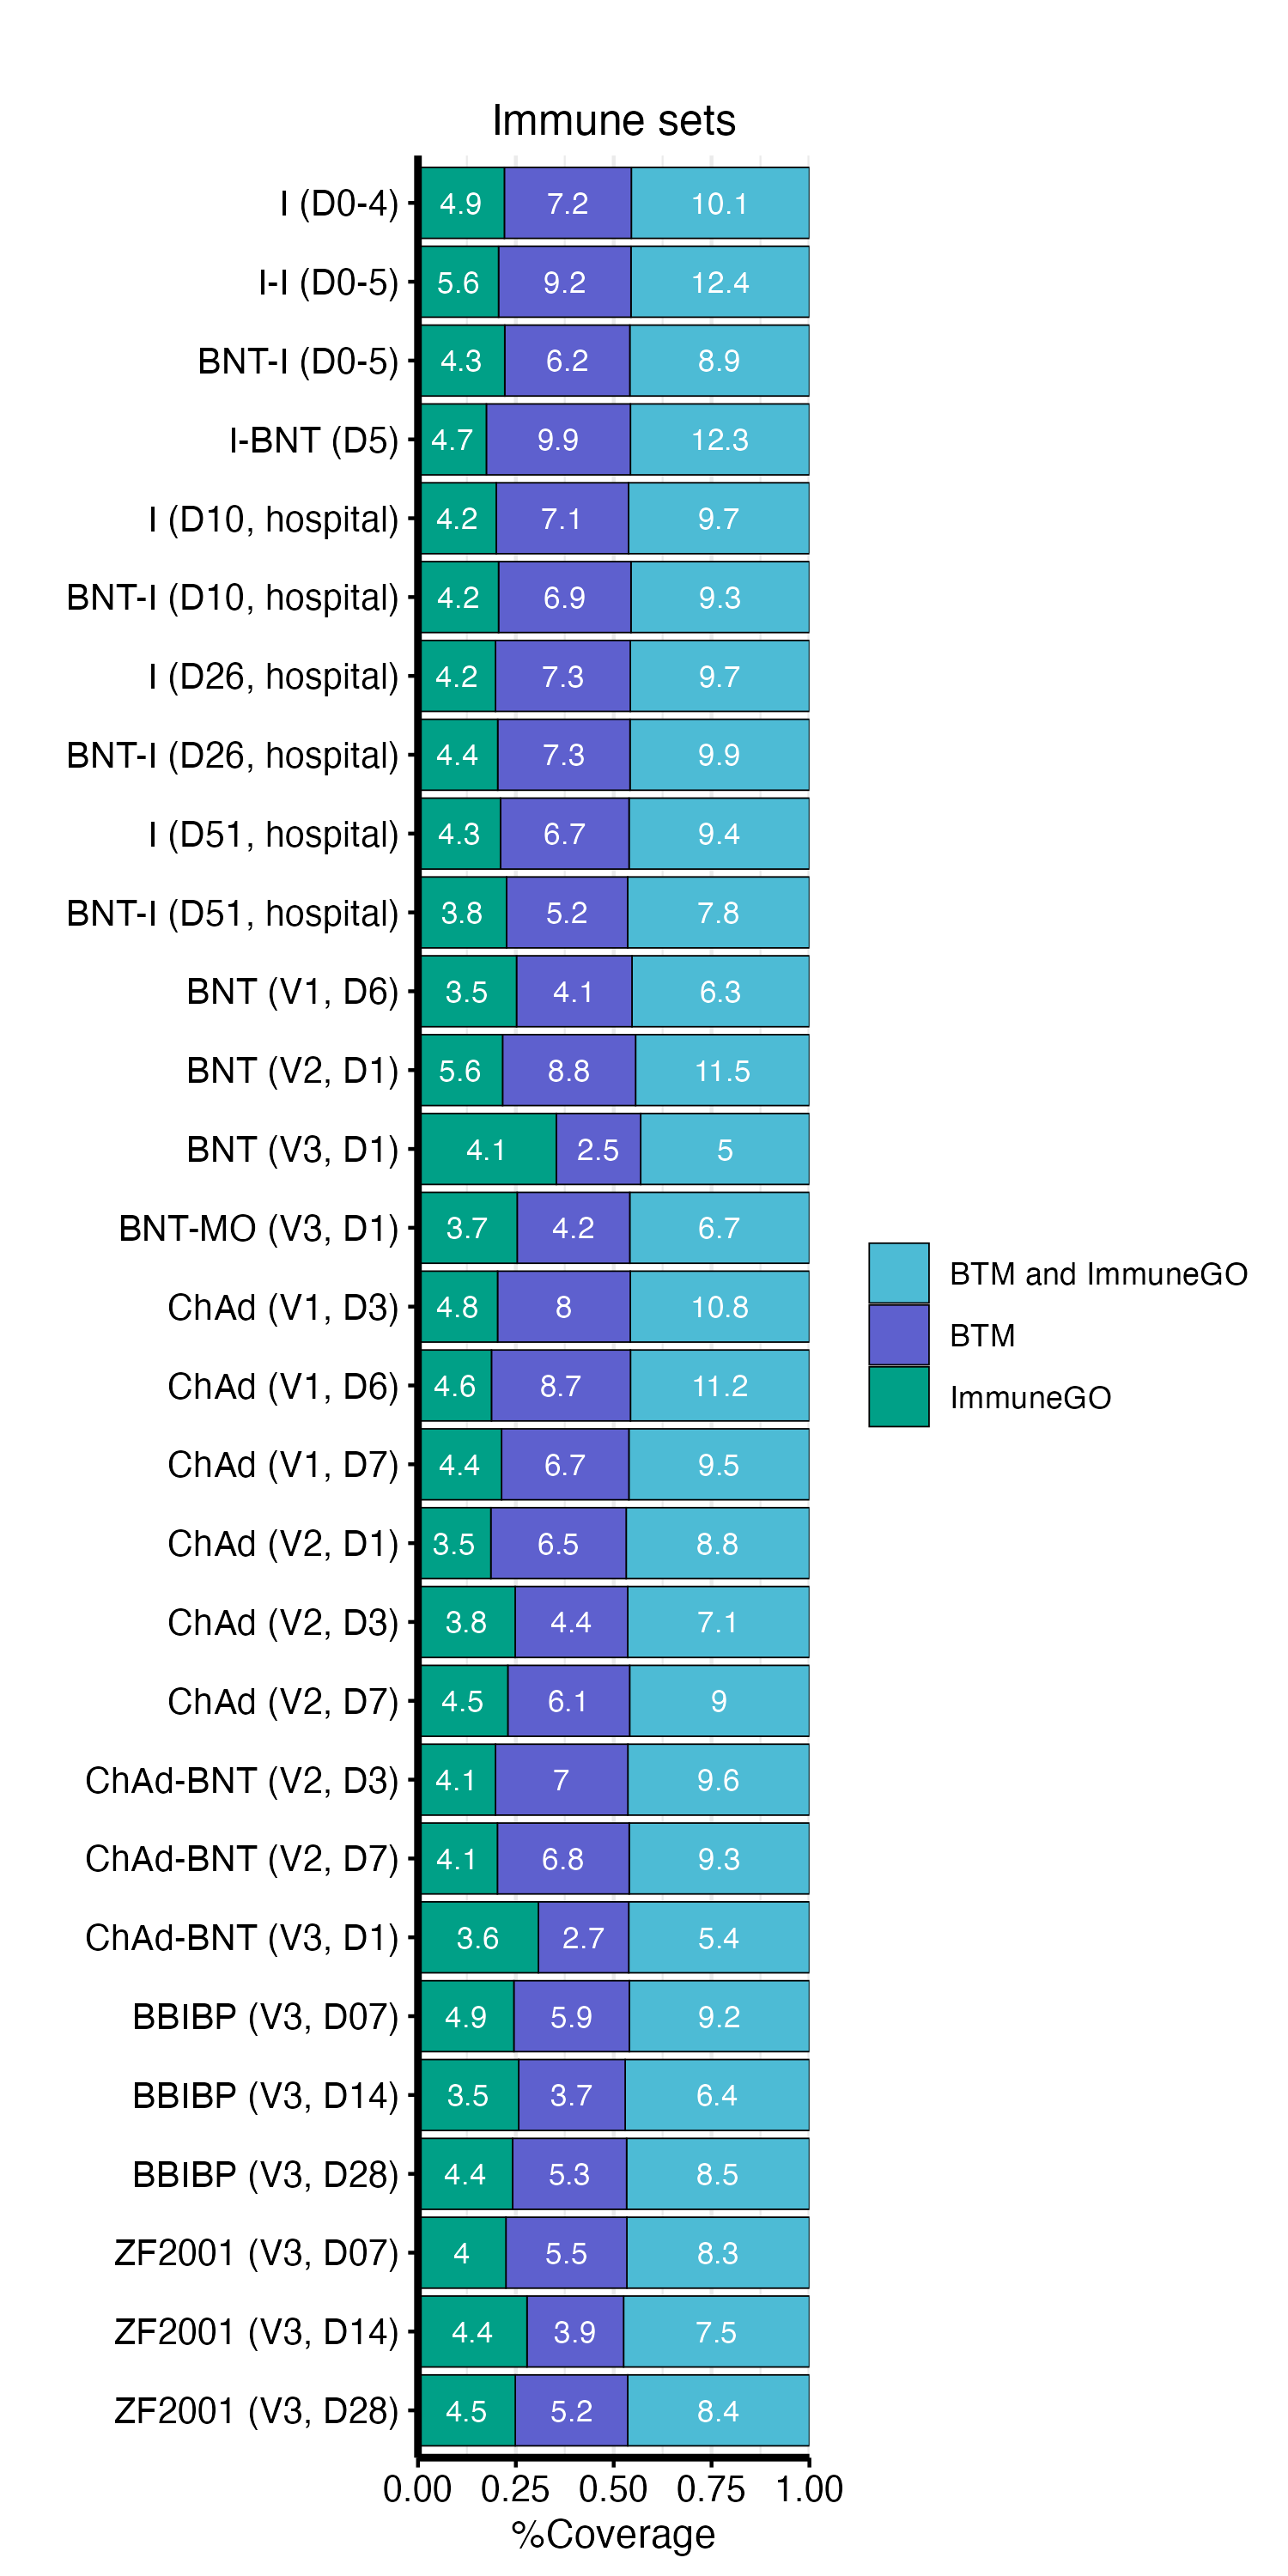 Immune sets
I (D0-4) 4.9 7.2 10.1
I-I (D0-5) 5.6 9.2 12.4
BNT-I (D0-5) 4.3 6.2 8.9
I-BNT (D5) 4.7 9.9 12.3
I (D10, hospital) 4.2 7.1 9.7
BNT-I (D10, hospital) 4.2 6.9 9.3
I (D26, hospital) 4.2 7.3 9.7
BNT-I (D26, hospital) 4.4 7.3 9.9
I (D51, hospital) 4.3 6.7 9.4
BNT-I (D51, hospital) 3.8 5.2 7.8
BNT (V1, D6) 3.5 4.1 6.3
BNT (V2, D1) 5.6 8.8 11.5
BNT (V3, D1) 4.1 2.5 5
BNT-MO (V3, D1) 3.7 4.2 6.7
ChAd (V1, D3) 4.8 8 10.8
ChAd (V1, D6) 4.6 8.7 11.2
ChAd (V1, D7) 4.4 6.7 9.5
ChAd (V2, D1) 3.5 6.5 8.8
ChAd (V2, D3) 3.8 4.4 7.1
ChAd (V2, D7) 4.5 6.1 9
ChAd-BNT (V2, D3) 4.1 7 9.6
ChAd-BNT (V2, D7) 4.1 6.8 9.3
ChAd-BNT (V3, D1) 3.6 2.7 5.4
BBIBP (V3, D07) 4.9 5.9 9.2
BBIBP (V3, D14) 3.5 3.7 6.4
BBIBP (V3, D28) 4.4 5.3 8.5
ZF2001 (V3, D07) 4 5.5 8.3
ZF2001 (V3, D14) 4.4 3.9 7.5
ZF2001 (V3, D28) 4.5 5.2 8.4
0.00 0.25 0.50 0.75 1.00
%Coverage
BTM and ImmuneGO
BTM
ImmuneGO